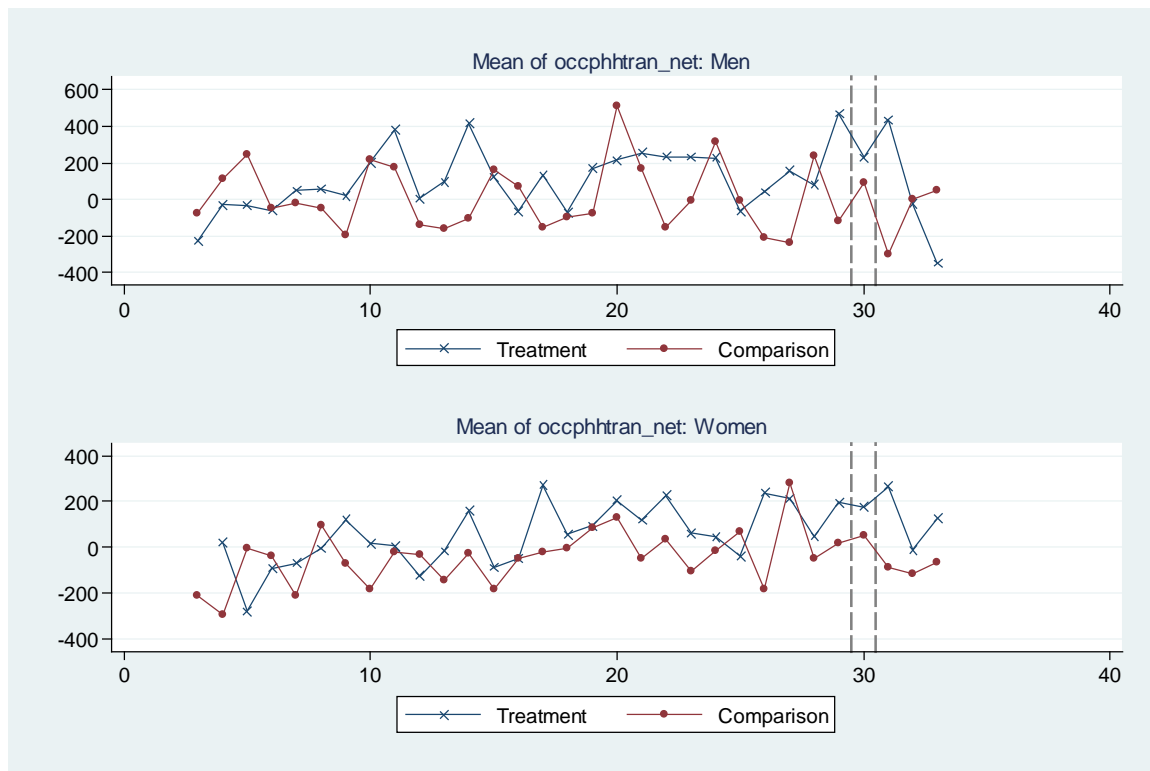 Mean of occphhtran_net: Men
600
400
200
0
-200
-400
0 10 20 30 40
Treatment Comparison
Mean of occphhtran_net: Women
400
200
0
-200
-400
0 10 20 30 40
Treatment Comparison